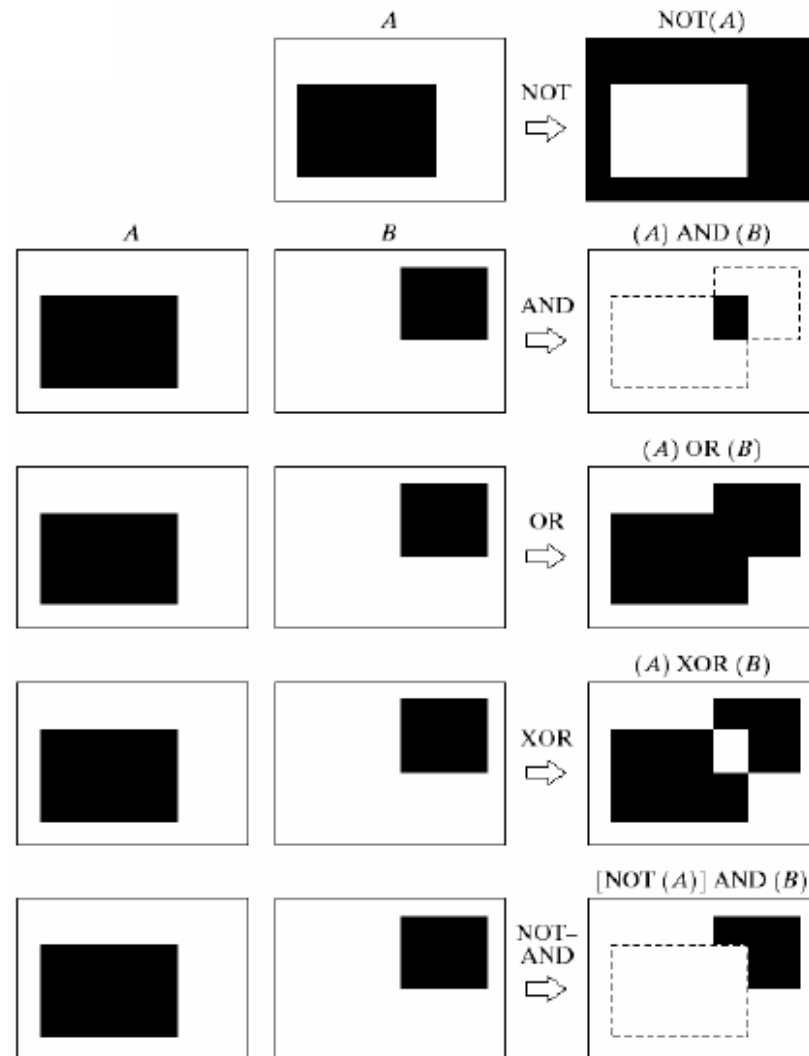 A
NOT(A)
NOT
A
B
(A) AND (B)
AND
(A) OR (B)
OR
(A) XOR (B)
XOR
[NOT (A)] AND (B)
NOT–
AND